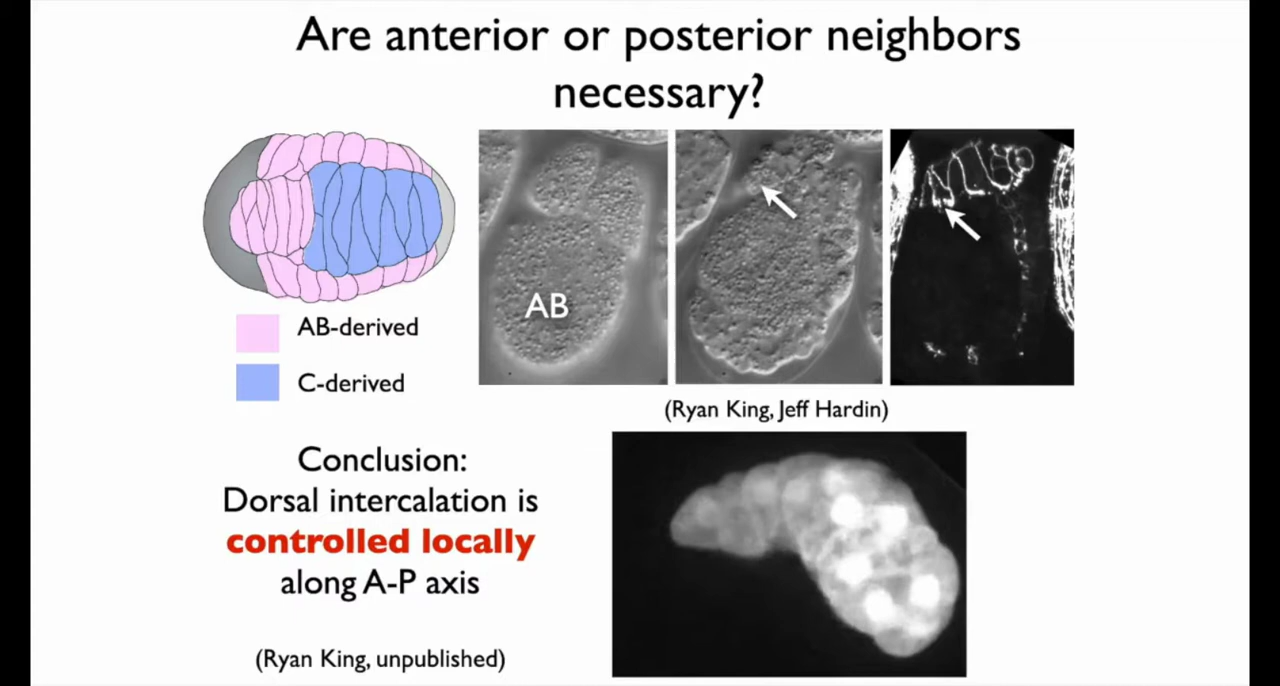 Are anterior or posterior neighbors
necessary?
AB
AB-derived
C-derived
(Ryan King, Jeff Hardin)
Conclusion:
Dorsal intercalation is
controlled locally
along A-P axis
(Ryan King, unpublished)